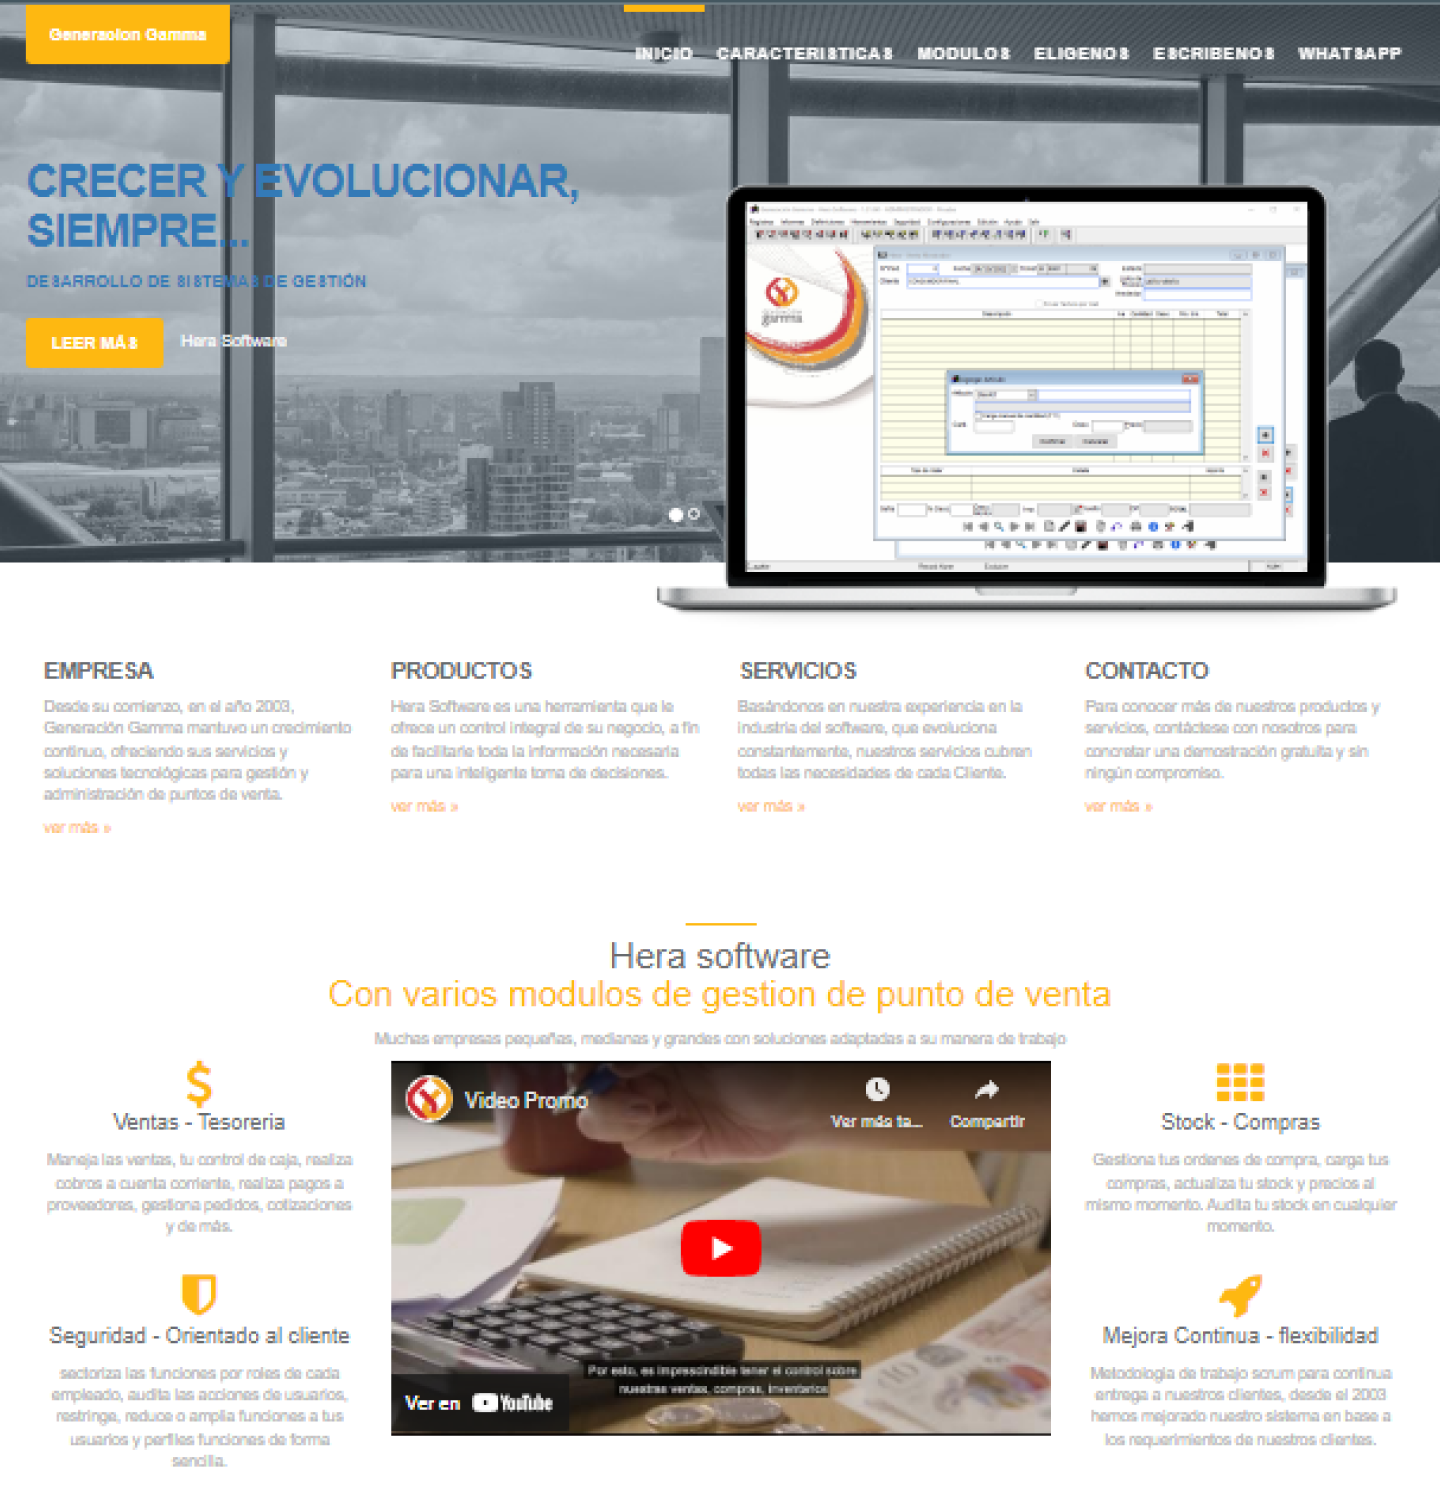 Generacion Gamma
INICIO CARACTERISTICAS MODULOS ELIGENOS ESCRIBENOS WHATSAPP
CRECER Y EVOLUCIONAR,
SIEMPRE...
DESARROLLO DE SISTEMAS DE GESTIÓN
LEER MÁS Hera Software
gamma
EMPRESA
Desde su comienzo, en el año 2003,
Generación Gamma mantuvo un crecimiento
continuo, ofreciendo sus servicios y
soluciones tecnológicas para gestión y
administración de puntos de venta.
ver más »
PRODUCTOS
Hera Software es una herramienta que le
ofrece un control integral de su negocio, a fin
de facilitarle toda la información necesaria
para una inteligente toma de decisiones.
ver más »
SERVICIOS
Basándonos en nuestra experiencia en la
industria del software, que evoluciona
constantemente, nuestros servicios cubren
todas las necesidades de cada Cliente.
ver más »
CONTACTO
Para conocer más de nuestros productos y
servicios, contáctese con nosotros para
concretar una demostración gratuita y sin
ningún compromiso.
ver más »
Hera software
Con varios modulos de gestion de punto de venta
Muchas empresas pequeñas, medianas y grandes con soluciones adaptadas a su manera de trabajo
Ventas - Tesoreria
Maneja las ventas, tu control de caja, realiza
cobros a cuenta corriente, realiza pagos a
proveedores, gestiona pedidos, cotizaciones
y de más.
Seguridad - Orientado al cliente
sectoriza las funciones por roles de cada
empleado, audita las acciones de usuarios,
restringe, reduce o amplia funciones a tus
usuarios y perfiles funciones de forma
sencilla.
Video Promo
Ver más ta...
Compartir
Por esto, es imprescindible tener el control sobre
nuestras ventas, compras, inventarios
Ver en YouTube
Stock - Compras
Gestiona tus ordenes de compra, carga tus
compras, actualiza tu stock y precios al
mismo momento. Audita tu stock en cualquier
momento.
Mejora Continua - flexibilidad
Metodologia de trabajo scrum para continua
entrega a nuestros clientes, desde el 2003
hemos mejorado nuestro sistema en base a
los requerimientos de nuestros clientes.